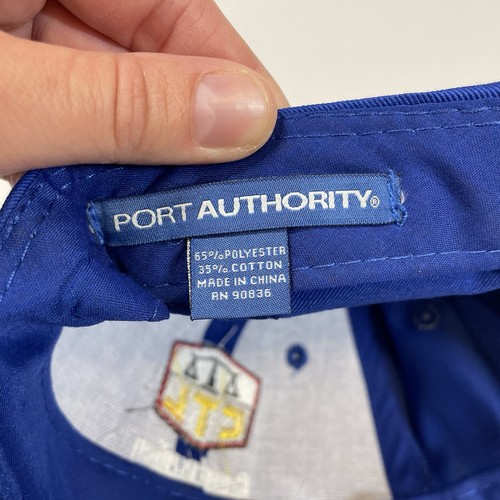 PORT AUTHORITY®
65% POLYESTER
35% COTTON
MADE IN CHINA
RN 90836